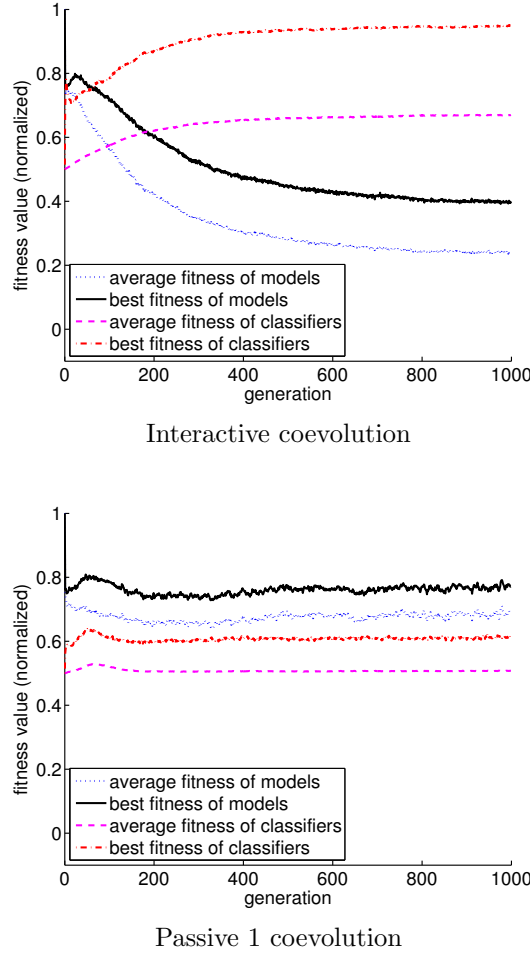 1
0.8
0.6
0.4
0.2
0
fitness value (normalized)
average fitness of models
best fitness of models
average fitness of classifiers
best fitness of classifiers
0 200 400 600 800 1000
generation
Interactive coevolution
1
0.8
0.6
0.4
0.2
0
fitness value (normalized)
average fitness of models
best fitness of models
average fitness of classifiers
best fitness of classifiers
0 200 400 600 800 1000
generation
Passive 1 coevolution